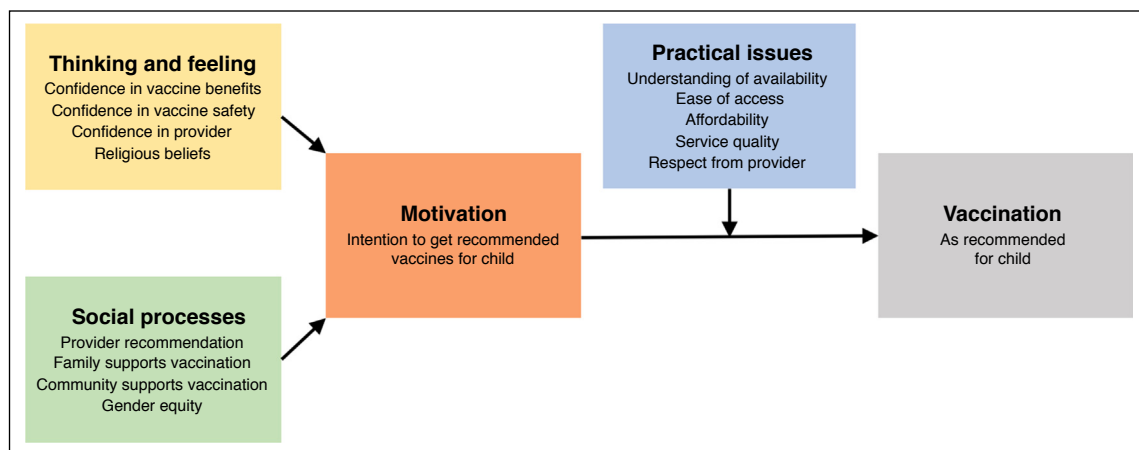 Thinking and feeling
Confidence in vaccine benefits
Confidence in vaccine safety
Confidence in provider
Religious beliefs
Social processes
Provider recommendation
Family supports vaccination
Community supports vaccination
Gender equity
Motivation
Intention to get recommended
vaccines for child
Practical issues
Understanding of availability
Ease of access
Affordability
Service quality
Respect from provider
Vaccination
As recommended
for child